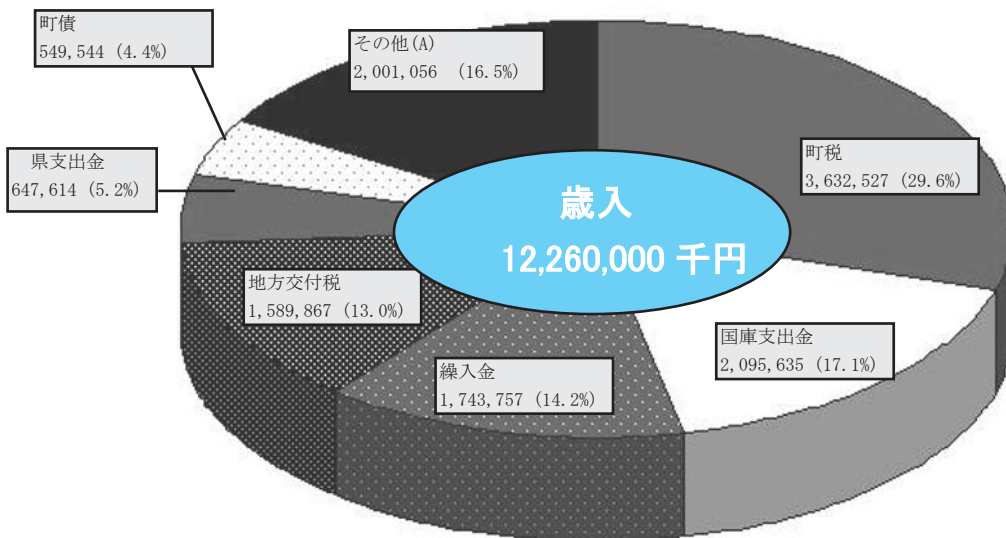 町債
549,544 (4.4%)
その他(A)
2,001,056 (16.5%)
町税
3,632,527 (29.6%)
県支出金
647,614 (5.2%)
歳入
12,260,000 千円
地方交付税
1,589,867 (13.0%)
国庫支出金
2,095,635 (17.1%)
繰入金
1,743,757 (14.2%)